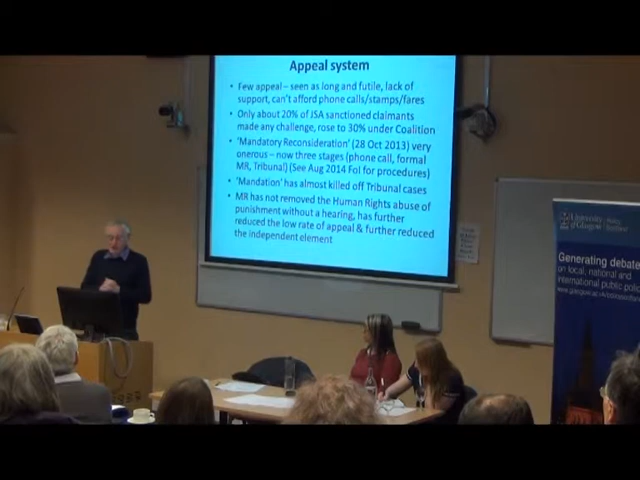 Appeal system
• Few appeal – seen as long and futile, lack of
support, can't afford phone calls/stamps/fares
• Only about 20% of JSA sanctioned claimants
made any challenge, rose to 30% under Coalition
• 'Mandatory Reconsideration' (28 Oct 2013) very
onerous – now three stages (phone call, formal
MR, Tribunal) (See Aug 2014 FoI for procedures)
• 'Mandation' has almost killed off Tribunal cases
• MR has not removed the Human Rights abuse of
punishment without a hearing, has further
reduced the low rate of appeal & further reduced
the independent element
University
of Glasgow
Generating debate
on local, national and
international public polic